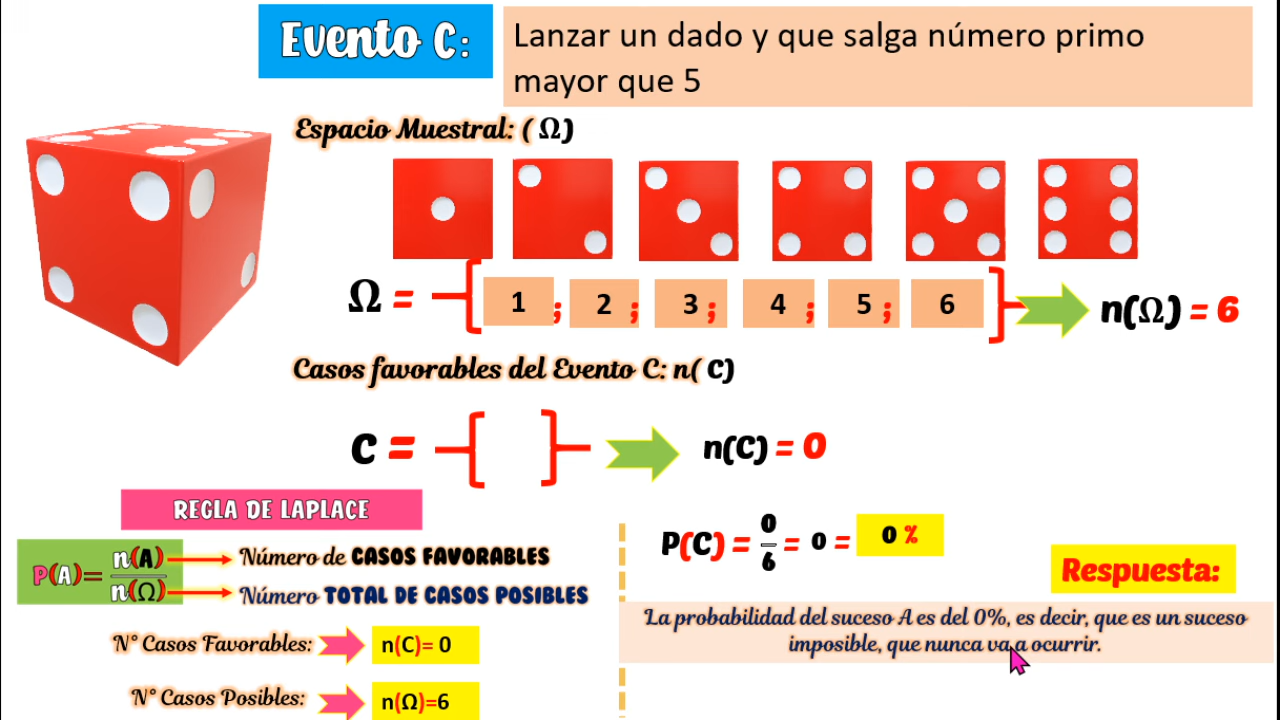 Evento C:
Lanzar un dado y que salga número primo
mayor que 5
Espacio Muestral: ( Ω)
Ω = { 1 ; 2 ; 3 ; 4 ; 5 ; 6 } n(Ω) = 6
Casos favorables del Evento C: n( C)
C = { } n(C) = 0
REGLA DE LAPLACE
P(A)= n(A) / n(Ω)
Número de CASOS FAVORABLES
Número TOTAL DE CASOS POSIBLES
N° Casos Favorables: n(C)= 0
N° Casos Posibles: n(Ω)=6
P(C) = 0/6 = 0 = 0 %
Respuesta:
La probabilidad del suceso A es del 0%, es decir, que es un suceso
imposible, que nunca va a ocurrir.